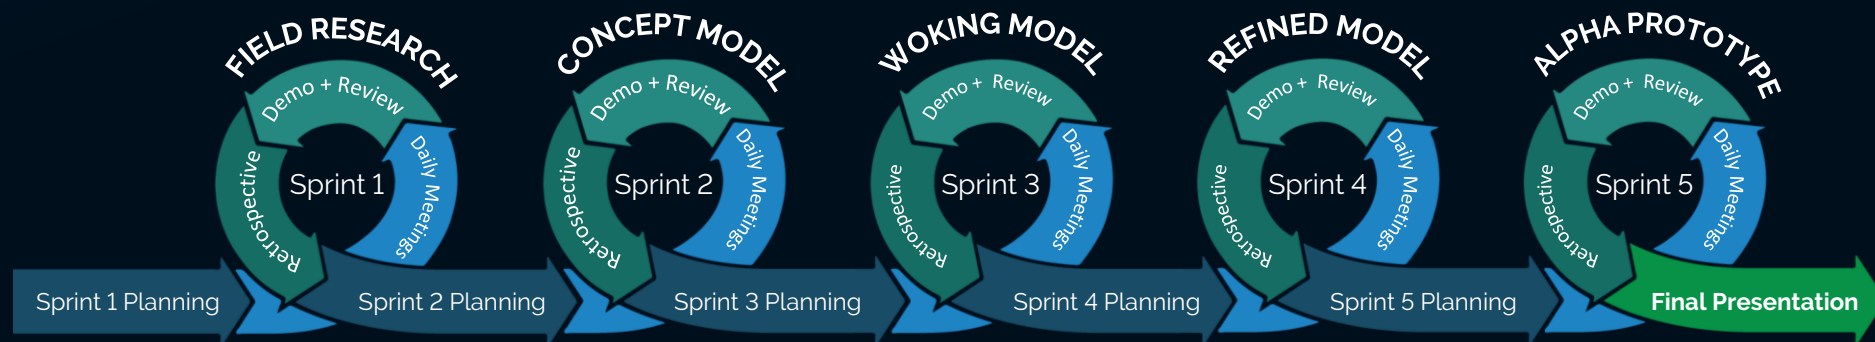 FIELD RESEARCH
Demo + Review
Retrospective
Sprint 1
Daily Meetings
CONCEPT MODEL
Demo + Review
Retrospective
Sprint 2
Daily Meetings
WOKING MODEL
Demo + Review
Retrospective
Sprint 3
Daily Meetings
REFINED MODEL
Demo + Review
Retrospective
Sprint 4
Daily Meetings
ALPHA PROTOTYPE
Demo + Review
Retrospective
Sprint 5
Daily Meetings
Sprint 1 Planning
Sprint 2 Planning
Sprint 3 Planning
Sprint 4 Planning
Sprint 5 Planning
Final Presentation